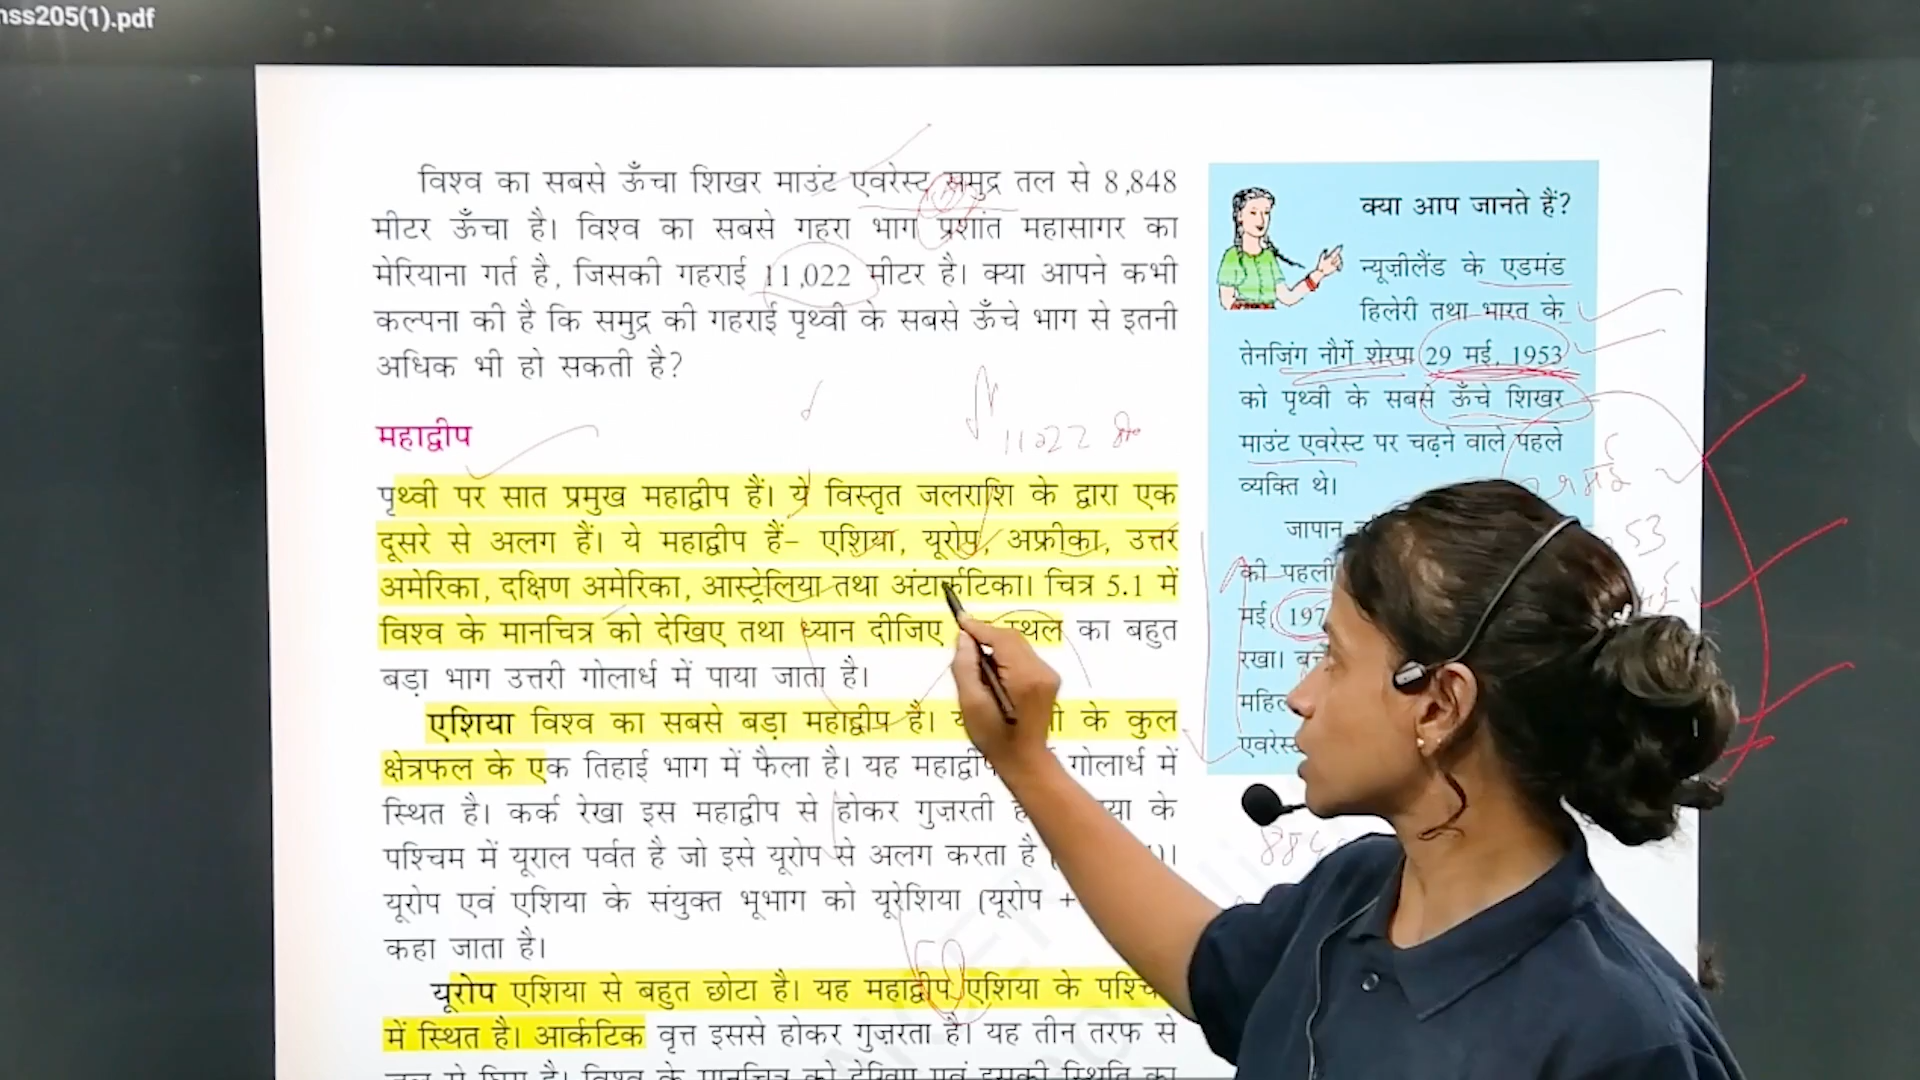 nss205(1).pdf
विश्व का सबसे ऊँचा शिखर माउंट एवरेस्ट समुद्र तल से 8,848
मीटर ऊँचा है। विश्व का सबसे गहरा भाग प्रशांत महासागर का
मेरियाना गर्त है, जिसकी गहराई 11,022 मीटर है। क्या आपने कभी
कल्पना की है कि समुद्र की गहराई पृथ्वी के सबसे ऊँचे भाग से इतनी
अधिक भी हो सकती है?
11022 मी०
महाद्वीप
पृथ्वी पर सात प्रमुख महाद्वीप हैं। ये विस्तृत जलराशि के द्वारा एक
दूसरे से अलग हैं। ये महाद्वीप हैं– एशिया, यूरोप, अफ्रीका, उत्तर
अमेरिका, दक्षिण अमेरिका, आस्ट्रेलिया तथा अंटार्कटिका। चित्र 5.1 में
विश्व के मानचित्र को देखिए तथा ध्यान दीजिए स्थल का बहुत
बड़ा भाग उत्तरी गोलार्ध में पाया जाता है।
एशिया विश्व का सबसे बड़ा महाद्वीप है। के कुल
क्षेत्रफल के एक तिहाई भाग में फैला है। यह महाद्वीप गोलार्ध में
स्थित है। कर्क रेखा इस महाद्वीप से होकर गुज़रती के
पश्चिम में यूराल पर्वत है जो इसे यूरोप से अलग करता है
यूरोप एवं एशिया के संयुक्त भूभाग को यूरेशिया (यूरोप +
कहा जाता है।
यूरोप एशिया से बहुत छोटा है। यह महाद्वीप एशिया के
में स्थित है। आर्कटिक वृत्त इससे होकर गुज़रता है। यह तीन तरफ से
क्या आप जानते हैं?
न्यूज़ीलैंड के एडमंड
हिलेरी तथा भारत के
तेनजिंग नौर्गे शेरपा 29 मई, 1953
को पृथ्वी के सबसे ऊँचे शिखर
माउंट एवरेस्ट पर चढ़ने वाले पहले
व्यक्ति थे।
जापान
की पहली
मई, 197
रखा।
29 मई
53